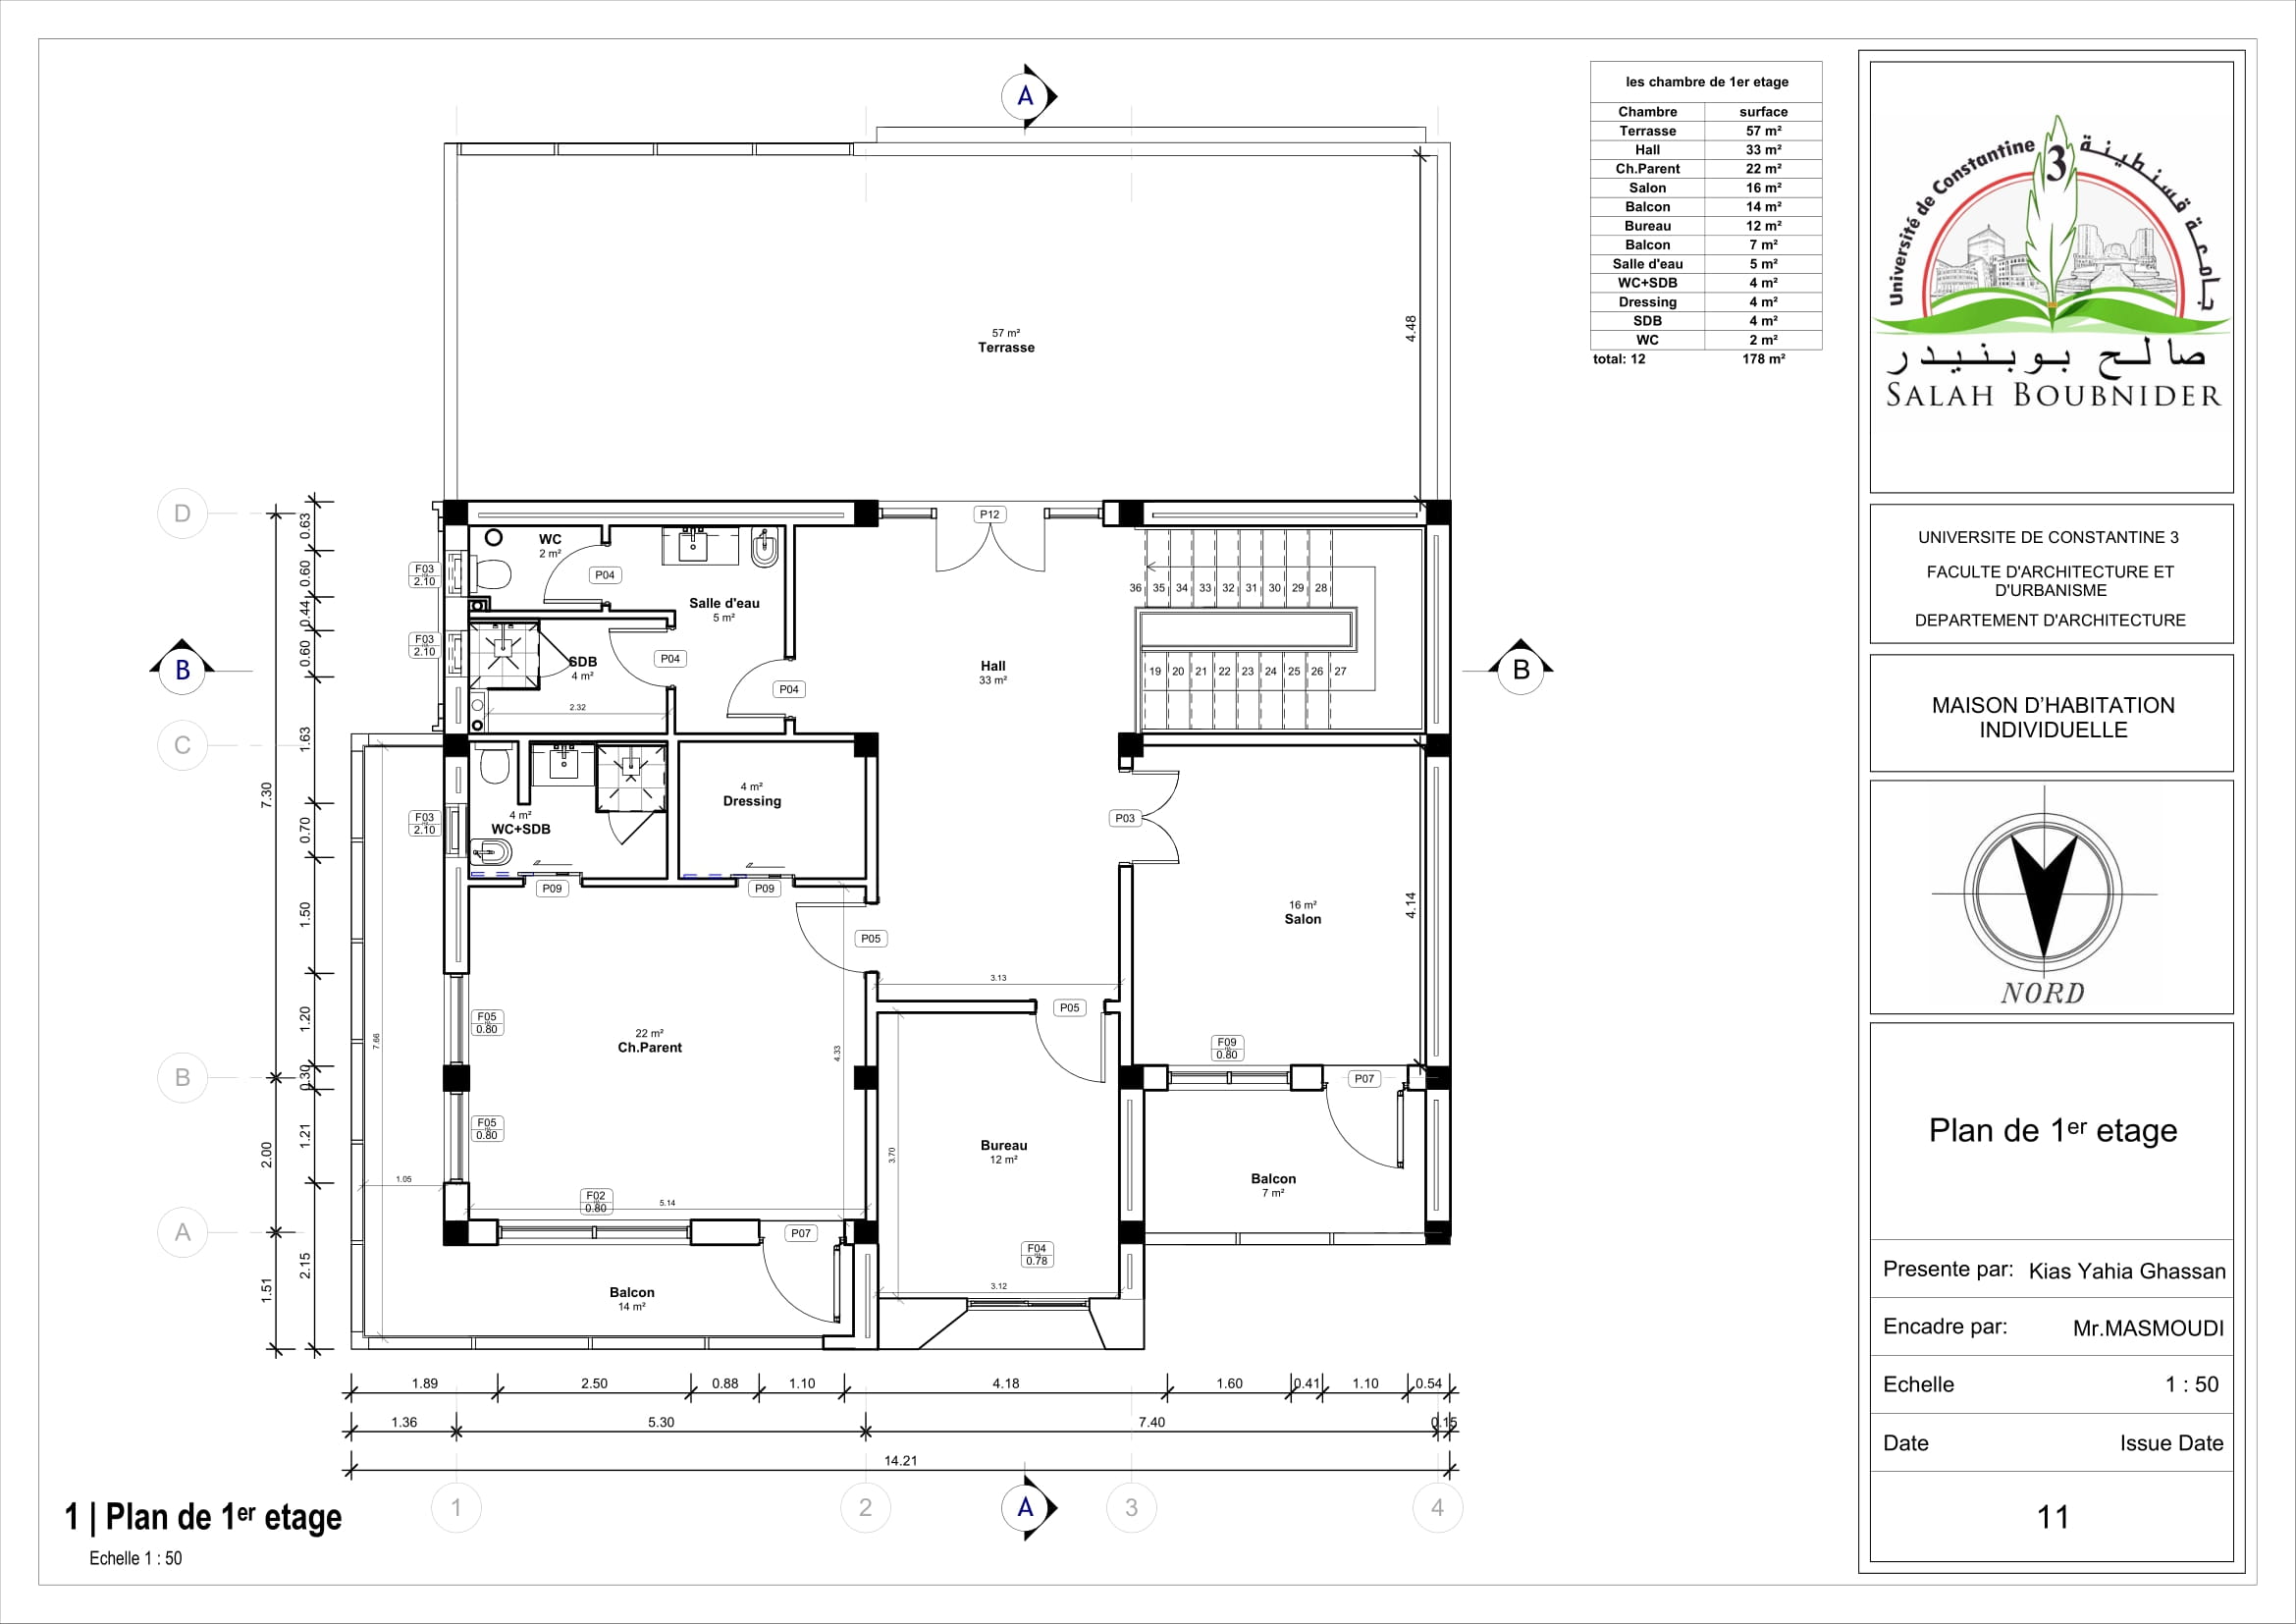 A
57 m²
Terrasse
4.48
les chambre de 1er etage
Chambre surface
Terrasse 57 m²
Hall 33 m²
Ch.Parent 22 m²
Salon 16 m²
Balcon 14 m²
Bureau 12 m²
Balcon 7 m²
Salle d'eau 5 m²
WC+SDB 4 m²
Dressing 4 m²
SDB 4 m²
WC 2 m²
total: 12 178 m²
D
C
B
A
B
B
7.30
2.00
1.51
0.63
0.60
0.44
0.60
1.63
0.70
1.50
1.20
0.30
1.21
2.15
F03
2.10
F03
2.10
F03
2.10
WC
2 m²
P04
Salle d'eau
5 m²
SDB
4 m²
P04
P04
2.32
P12
Hall
33 m²
36 35 34 33 32 31 30 29 28
19 20 21 22 23 24 25 26 27
4 m²
WC+SDB
P09
4 m²
Dressing
P09
P03
P05
16 m²
Salon
4.14
3.13
P05
F05
0.80
22 m²
Ch.Parent
4.33
7.66
F05
0.80
1.05
F02
0.80
5.14
P07
F09
0.80
P07
Bureau
12 m²
3.70
Balcon
7 m²
F04
0.78
3.12
Balcon
14 m²
1.89 2.50 0.88 1.10 4.18 1.60 0.41 1.10 0.54
1.36 5.30 7.40 0.15
14.21
1 2 A 3 4
1 | Plan de 1er etage
Echelle 1 : 50
Université de Constantine 3 جامعة قسنطينة
صالح بوبنيدر
SALAH BOUBNIDER
UNIVERSITE DE CONSTANTINE 3
FACULTE D'ARCHITECTURE ET
D'URBANISME
DEPARTEMENT D'ARCHITECTURE
MAISON D'HABITATION
INDIVIDUELLE
NORD
Plan de 1er etage
Presente par: Kias Yahia Ghassan
Encadre par: Mr.MASMOUDI
Echelle 1 : 50
Date Issue Date
11